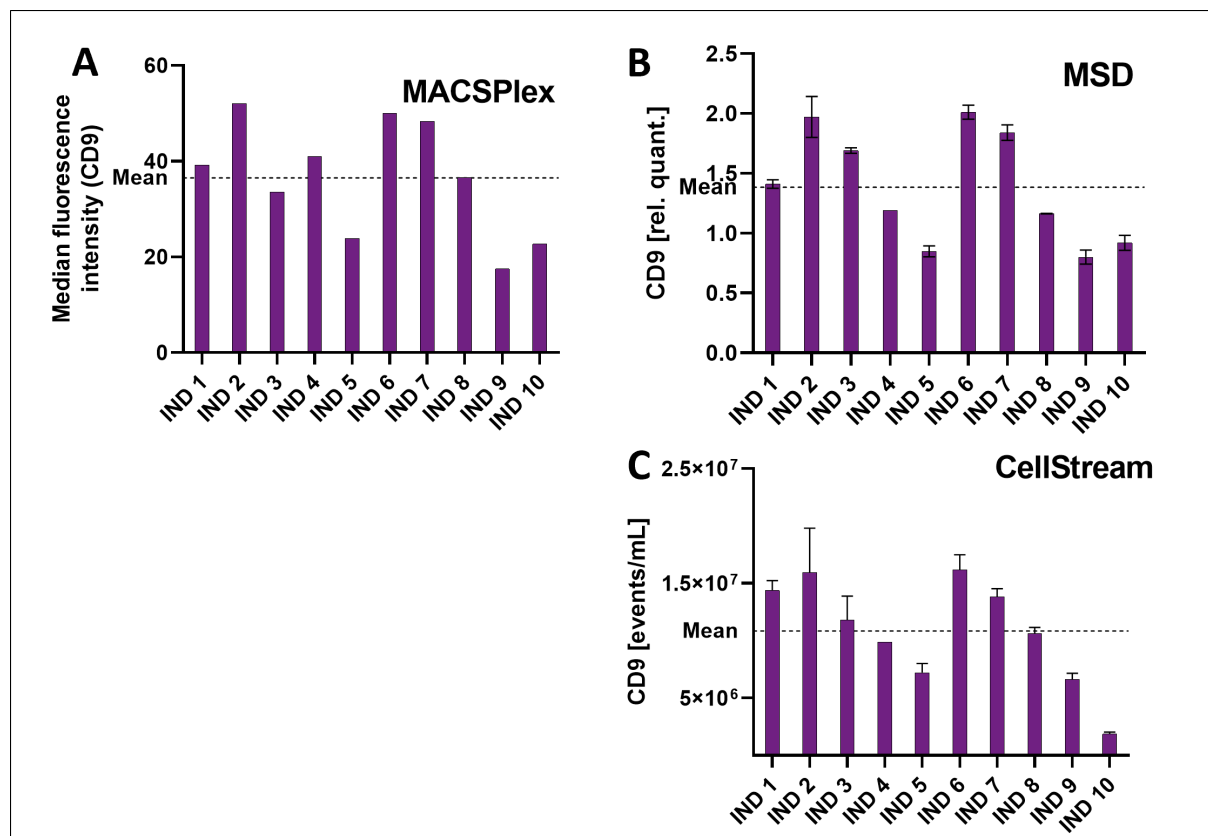 A
MACSPlex
Median fluorescence
intensity (CD9)
60
40
20
0
Mean
IND 1
IND 2
IND 3
IND 4
IND 5
IND 6
IND 7
IND 8
IND 9
IND 10
B
MSD
CD9 [rel. quant.]
2.5
2.0
1.5
1.0
0.5
0.0
Mean
IND 1
IND 2
IND 3
IND 4
IND 5
IND 6
IND 7
IND 8
IND 9
IND 10
C
CellStream
CD9 [events/mL]
2.5×10⁷
1.5×10⁷
5×10⁶
Mean
IND 1
IND 2
IND 3
IND 4
IND 5
IND 6
IND 7
IND 8
IND 9
IND 10